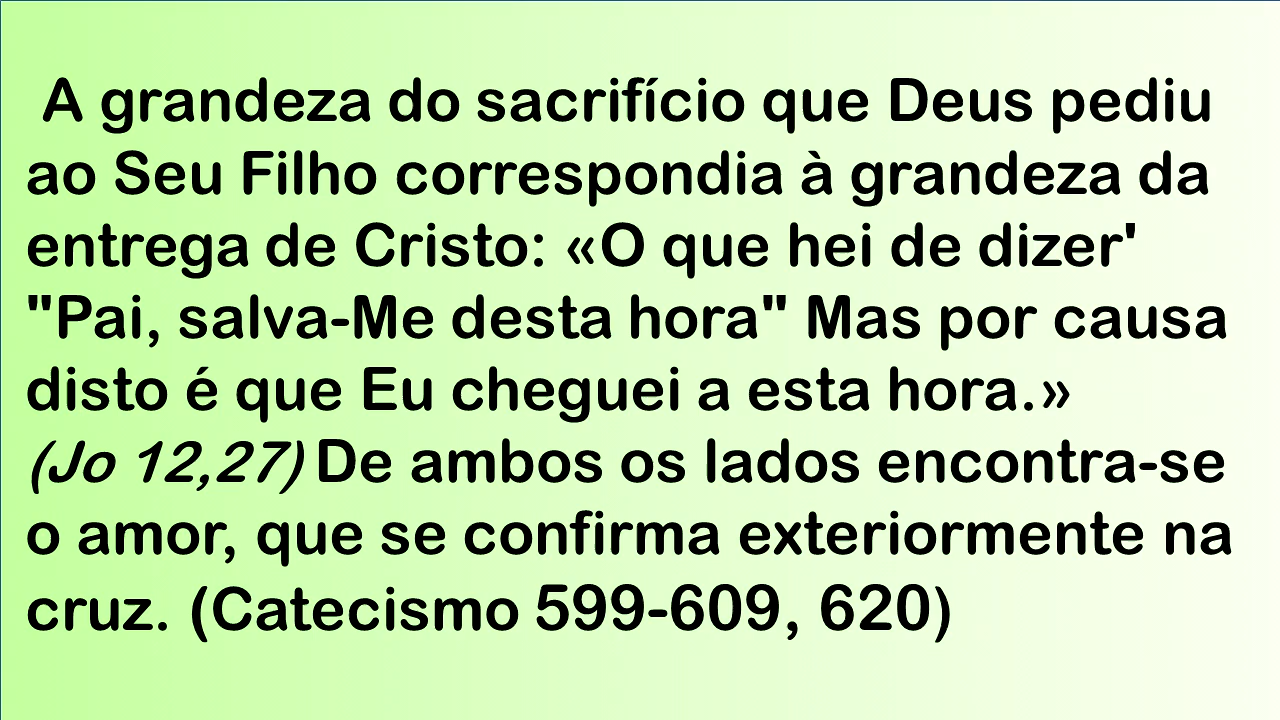 A grandeza do sacrifício que Deus pediu
ao Seu Filho correspondia à grandeza da
entrega de Cristo: «O que hei de dizer'
"Pai, salva-Me desta hora" Mas por causa
disto é que Eu cheguei a esta hora.»
(Jo 12,27) De ambos os lados encontra-se
o amor, que se confirma exteriormente na
cruz. (Catecismo 599-609, 620)